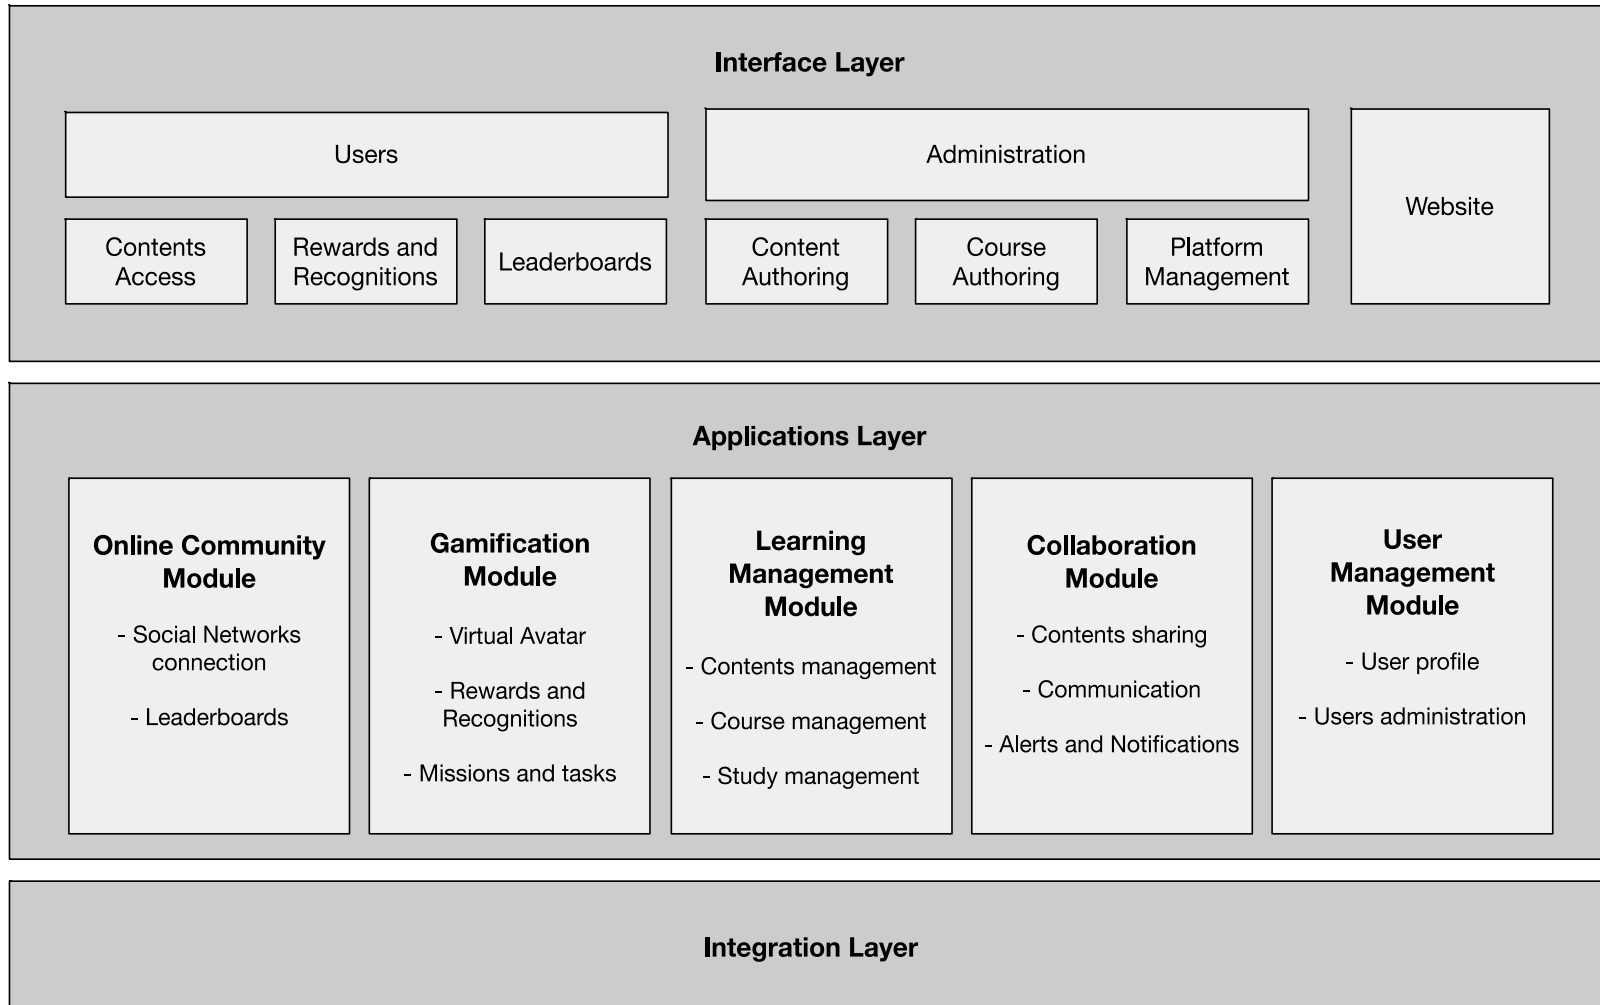 Interface Layer
Users
Administration
Website
Contents
Access
Rewards and
Recognitions
Leaderboards
Content
Authoring
Course
Authoring
Platform
Management
Applications Layer
Online Community
Module
- Social Networks
connection
- Leaderboards
Gamification
Module
- Virtual Avatar
- Rewards and
Recognitions
- Missions and tasks
Learning
Management
Module
- Contents management
- Course management
- Study management
Collaboration
Module
- Contents sharing
- Communication
- Alerts and Notifications
User
Management
Module
- User profile
- Users administration
Integration Layer